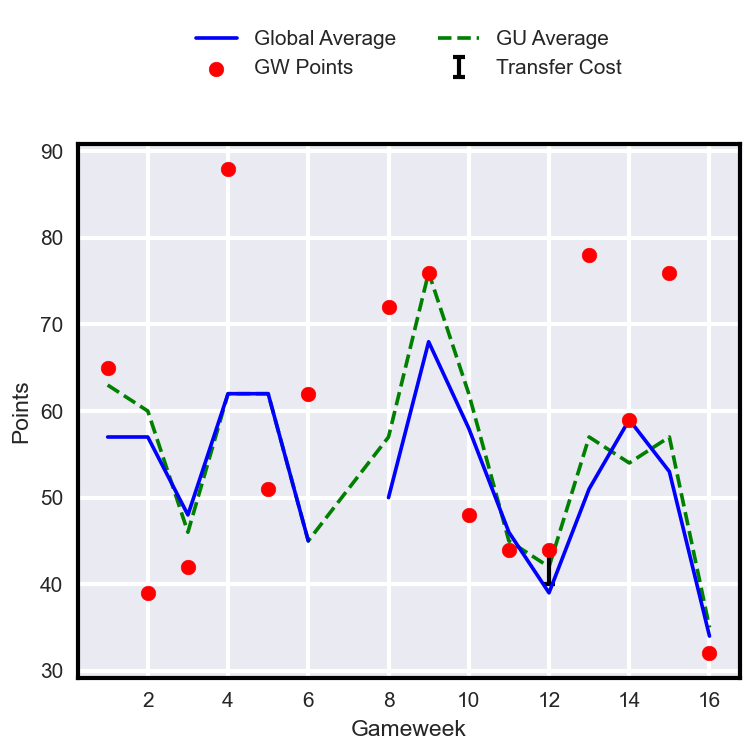 Global Average
GU Average
GW Points
Transfer Cost
90
80
70
60
50
40
30
Points
2 4 6 8 10 12 14 16
Gameweek